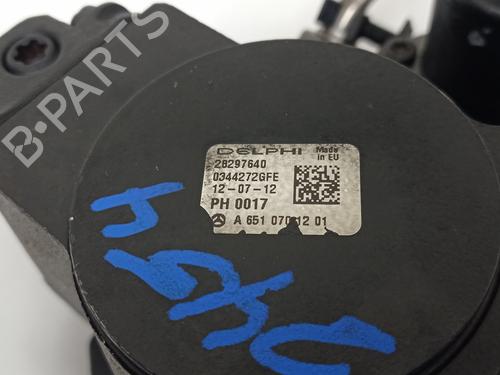 B-PARTS
DELPHI Made in EU
28297640
0344272GFE
12-07-12
PH 0017
A 651 070 12 01